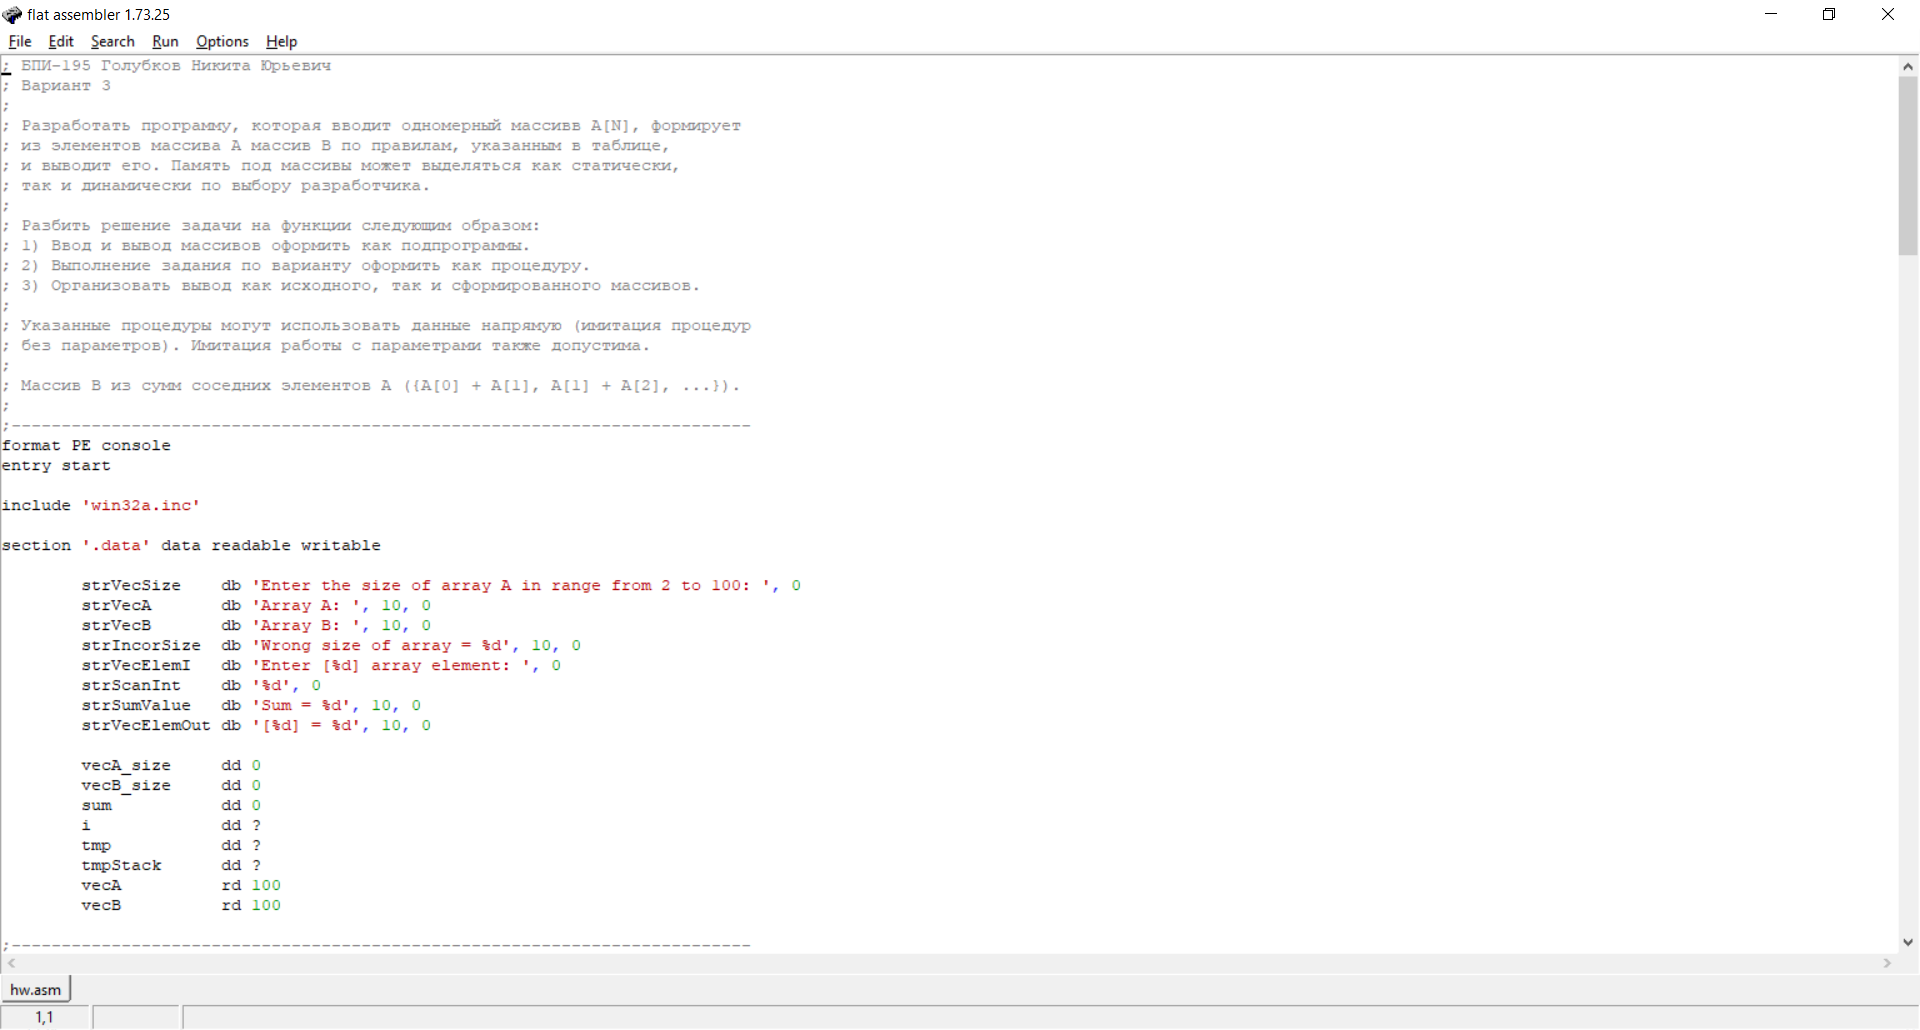 flat assembler 1.73.25
File Edit Search Run Options Help
; БПИ-195 Голубков Никита Юрьевич
; Вариант 3
;
; Разработать программу, которая вводит одномерный массивв A[N], формирует
; из элементов массива A массив B по правилам, указанным в таблице,
; и выводит его. Память под массивы может выделяться как статически,
; так и динамически по выбору разработчика.
;
; Разбить решение задачи на функции следующим образом:
; 1) Ввод и вывод массивов оформить как подпрограммы.
; 2) Выполнение задания по варианту оформить как процедуру.
; 3) Организовать вывод как исходного, так и сформированного массивов.
;
; Указанные процедуры могут использовать данные напрямую (имитация процедур
; без параметров). Имитация работы с параметрами также допустима.
;
; Массив B из сумм соседних элементов A ({A[0] + A[1], A[1] + A[2], ...}).
;
;--------------------------------------------------------------------------
format PE console
entry start
include 'win32a.inc'
section '.data' data readable writable
strVecSize db 'Enter the size of array A in range from 2 to 100: ', 0
strVecA db 'Array A: ', 10, 0
strVecB db 'Array B: ', 10, 0
strIncorSize db 'Wrong size of array = %d', 10, 0
strVecElemI db 'Enter [%d] array element: ', 0
strScanInt db '%d', 0
strSumValue db 'Sum = %d', 10, 0
strVecElemOut db '[%d] = %d', 10, 0
vecA_size dd 0
vecB_size dd 0
sum dd 0
i dd ?
tmp dd ?
tmpStack dd ?
vecA rd 100
vecB rd 100
;--------------------------------------------------------------------------
hw.asm
1,1